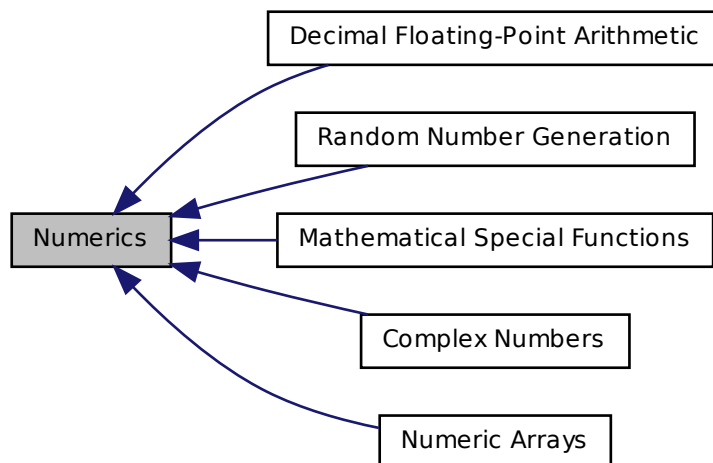 Decimal Floating-Point Arithmetic
Random Number Generation
Numerics
Mathematical Special Functions
Complex Numbers
Numeric Arrays